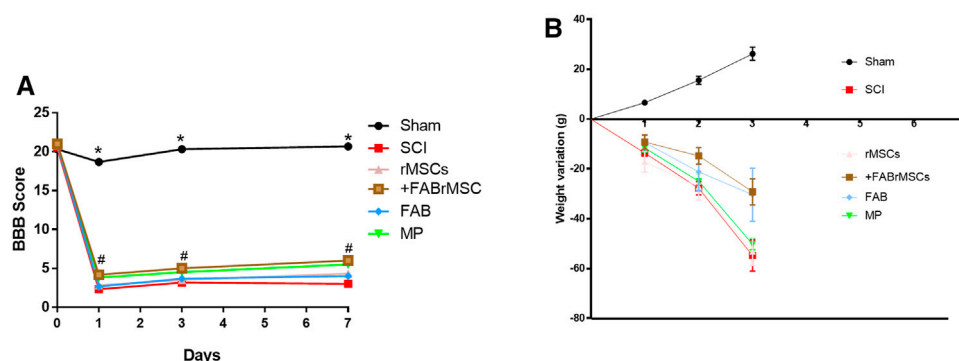 A
BBB Score
25
20
15
10
5
0
* * *
# # #
0 1 2 3 4 5 6 7
Days
Sham
SCI
rMSCs
+FABrMSC
FAB
MP
B
Weight variation (g)
40
20
-20
-40
-60
-80
1 2 3 4 5 6
Sham
SCI
rMSCs
+FABrMSCs
FAB
MP